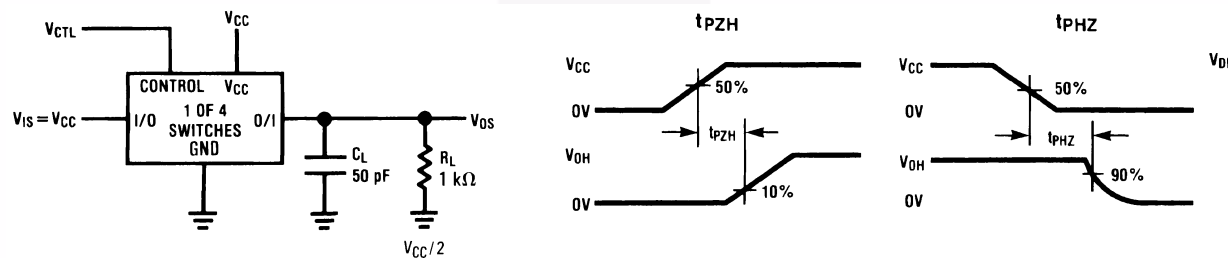 VCTL
VCC
CONTROL
VCC
VIS = VCC
I/O
1 OF 4
SWITCHES
GND
O/I
VOS
CL
50 pF
RL
1 kΩ
VCC/2
tPZH
VCC
0V
50%
tPZH
VOH
0V
10%
tPHZ
VCC
0V
50%
tPHZ
VOH
0V
90%